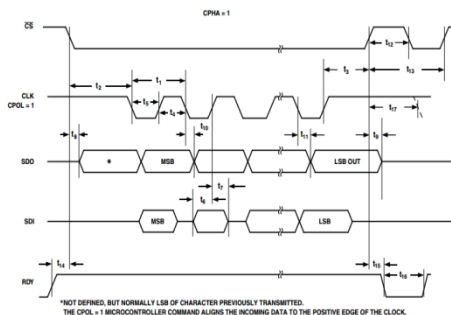 CPHA = 1
CS
t12
t3
t13
t2
t1
CLK
CPOL = 1
t5
t4
t17
t8
t10
t11
t9
SDO
*
MSB
LSB OUT
t7
t6
SDI
MSB
LSB
t14
t15
t16
RDY
*NOT DEFINED, BUT NORMALLY LSB OF CHARACTER PREVIOUSLY TRANSMITTED.
THE CPOL = 1 MICROCONTROLLER COMMAND ALIGNS THE INCOMING DATA TO THE POSITIVE EDGE OF THE CLOCK.